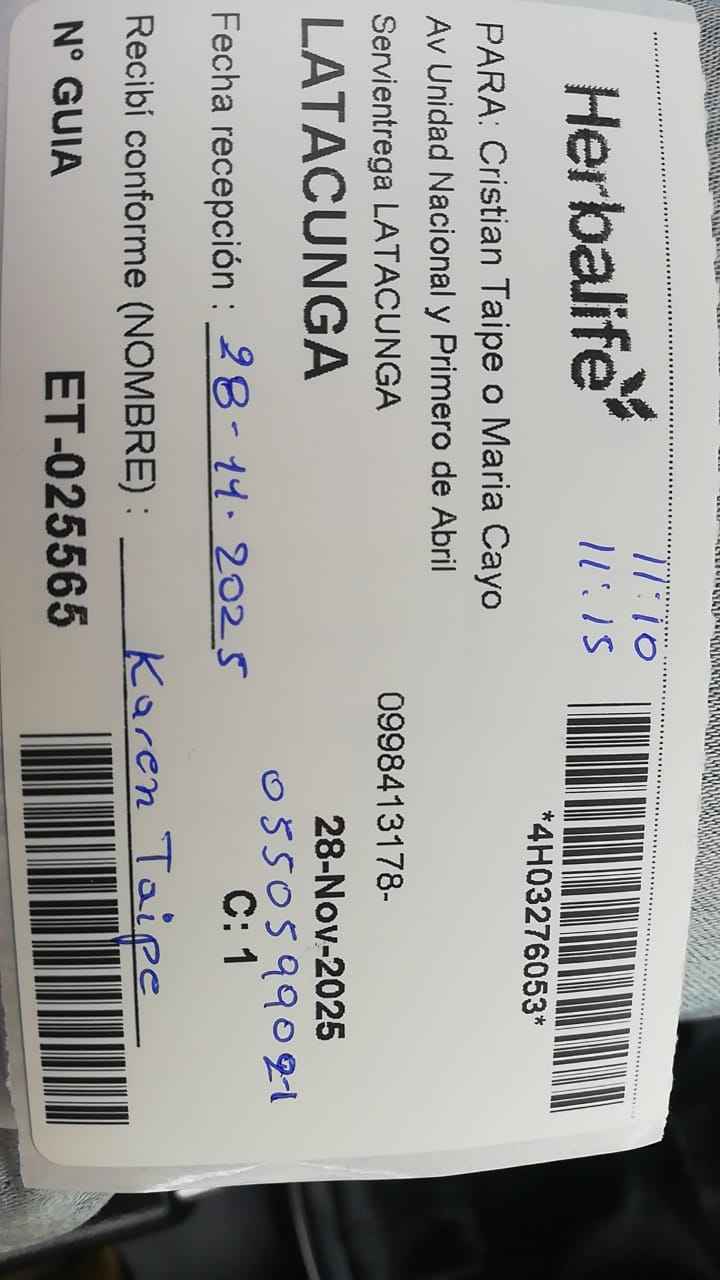 Herbalife
11:10
11:15
*4H03276053*
PARA: Cristian Taipe o Maria Cayo
Av Unidad Nacional y Primero de Abril
Servientrega LATACUNGA 0998413178-
LATACUNGA 28-Nov-2025
Fecha recepción : 28-11-2025
C: 1
Recibí conforme (NOMBRE) : Karen Taipe
N° GUIA ET-025565